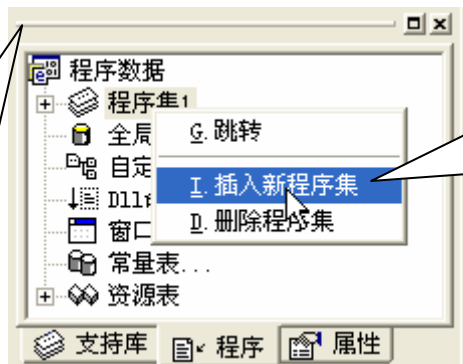 程序数据
程序集1
G.跳转
全局
I.插入新程序集
自定
Dll
D.删除程序集
窗口
常量表...
资源表
支持库 程序 属性